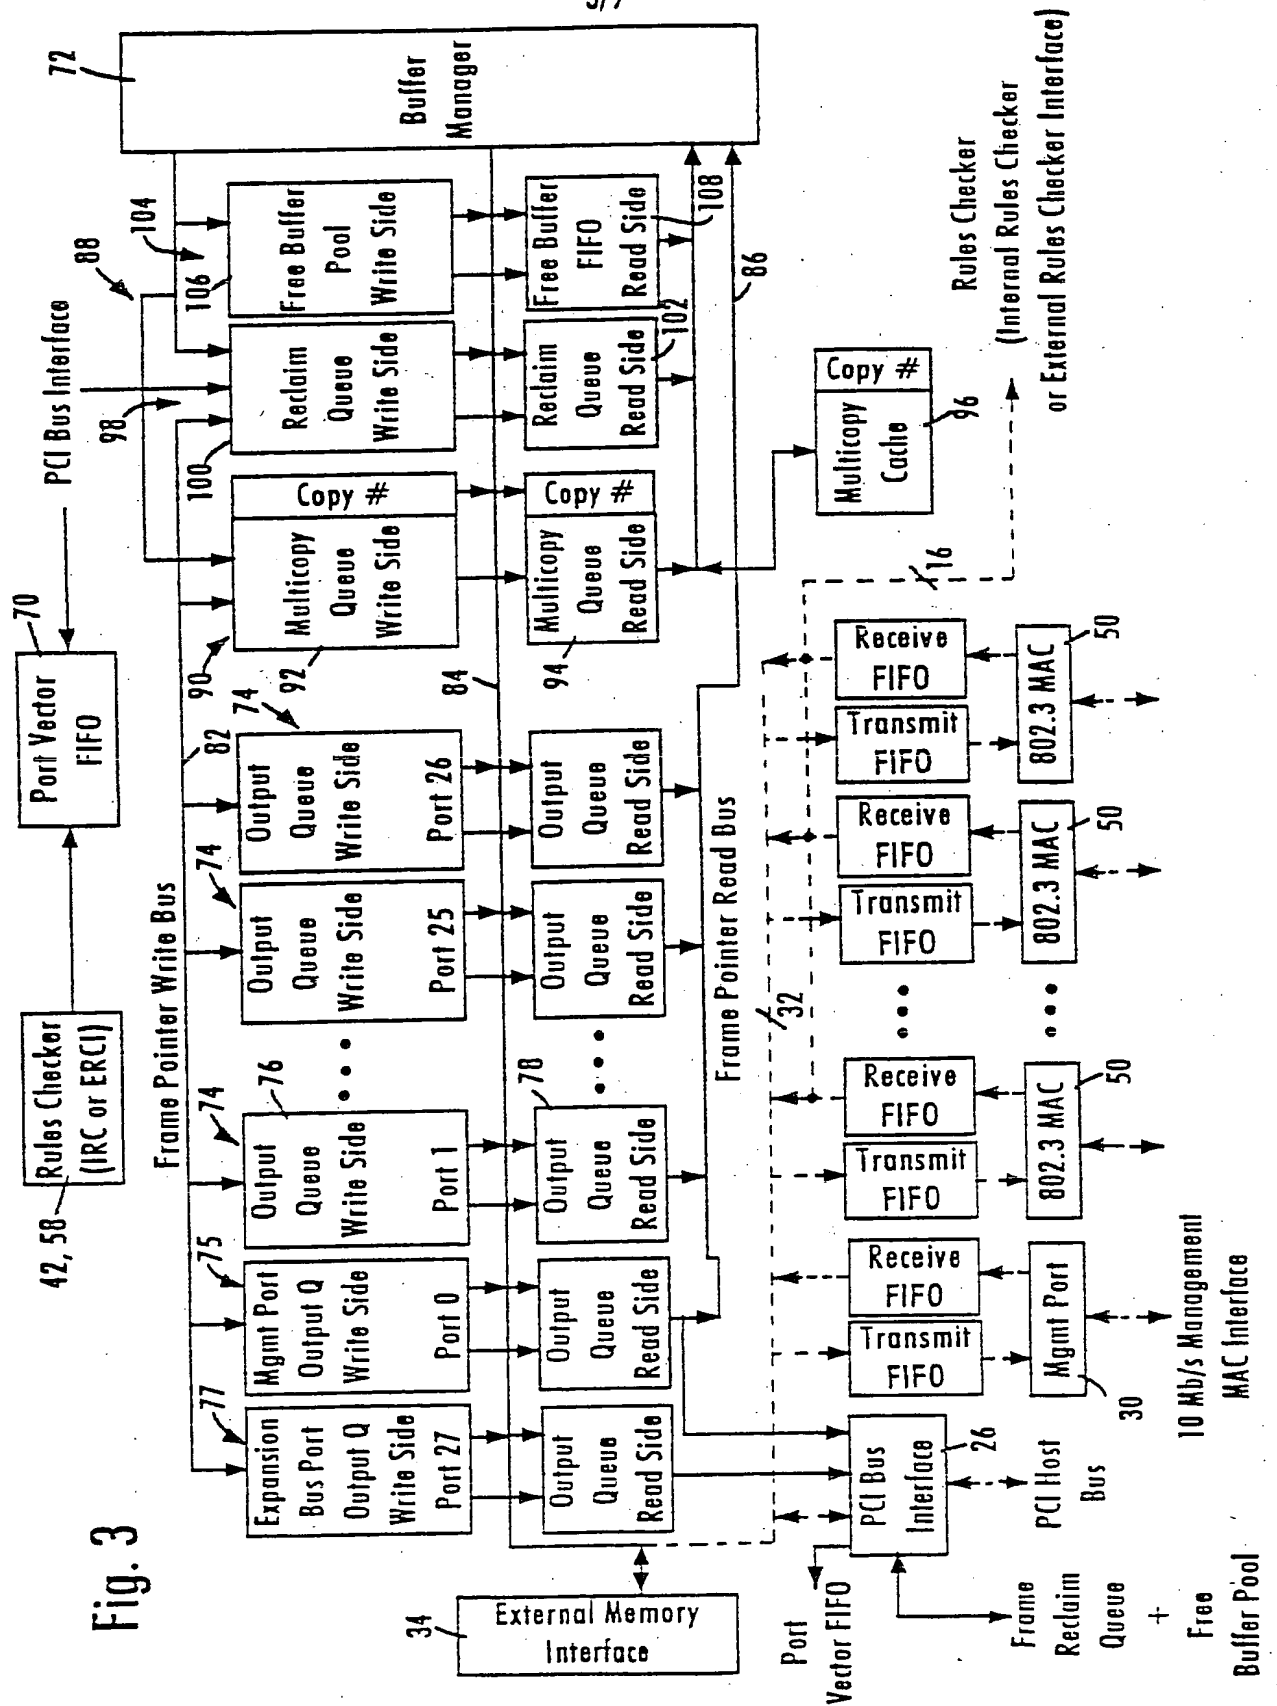 Fig. 3
42, 58
Rules Checker
(IRC or ERCI)
70
Port Vector
FIFO
PCI Bus Interface
88
72
Buffer
Manager
Frame Pointer Write Bus
82
77
Expansion
Bus Port
Output Q
Write Side
Port 27
75
Mgmt Port
Output Q
Write Side
Port 0
74
76
Output
Queue
Write Side
Port 1
74
Output
Queue
Write Side
Port 25
74
Output
Queue
Write Side
Port 26
90
92
Multicopy
Queue
Write Side
Copy #
98
100
Reclaim
Queue
Write Side
104
106
Free Buffer
Pool
Write Side
84
34
External Memory
Interface
Output
Queue
Read Side
Output
Queue
Read Side
78
Output
Queue
Read Side
Output
Queue
Read Side
Output
Queue
Read Side
94
Multicopy
Queue
Read Side
Copy #
Reclaim
Queue
Read Side
102
Free Buffer
FIFO
Read Side
108
Frame Pointer Read Bus
86
32
16
Multicopy
Cache
Copy #
96
Rules Checker
(Internal Rules Checker
or External Rules Checker Interface)
Port
Vector FIFO
PCI Bus
Interface
26
Transmit
FIFO
Receive
FIFO
Transmit
FIFO
Receive
FIFO
Transmit
FIFO
Receive
FIFO
Transmit
FIFO
Receive
FIFO
Mgmt Port
30
802.3 MAC
50
802.3 MAC
50
802.3 MAC
50
Frame
Reclaim
Queue
+
Free
Buffer Pool
PCI Host
Bus
10 Mb/s Management
MAC Interface